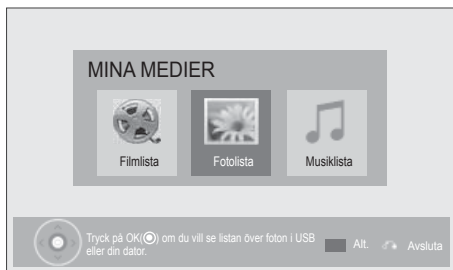 MINA MEDIER
Filmlista Fotolista Musiklista
Tryck på OK(◉) om du vill se listan över foton i USB
eller din dator. Alt. Avsluta